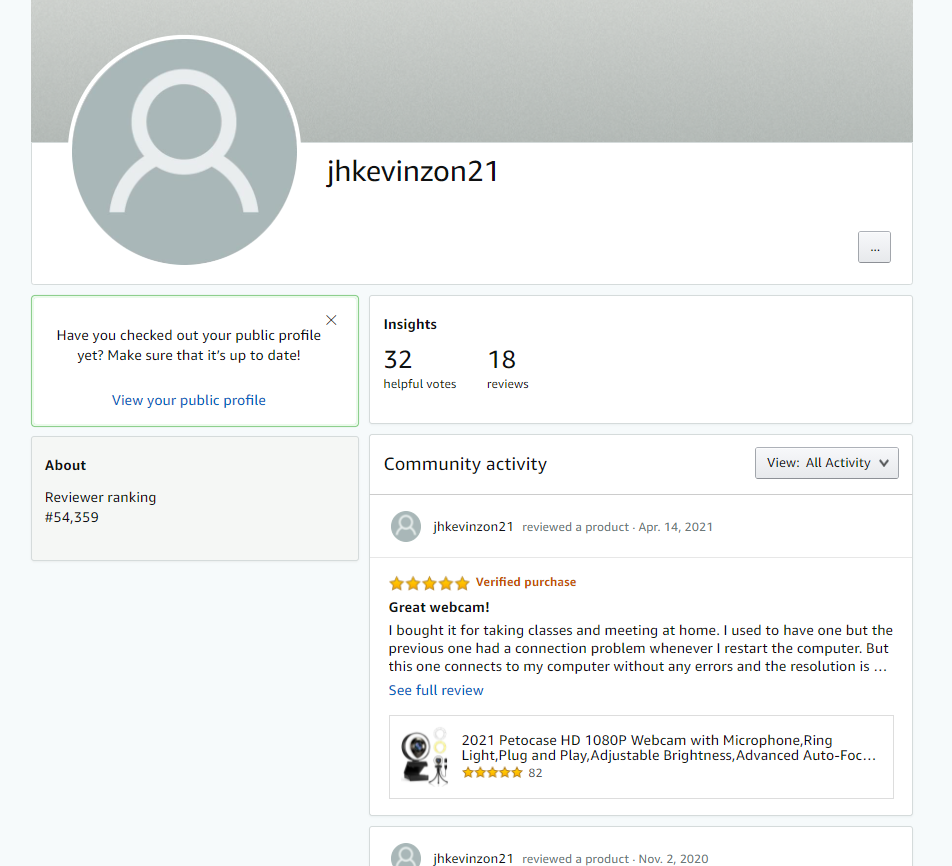 jhkevinzon21
...
Have you checked out your public profile
yet? Make sure that it's up to date!
View your public profile
About
Reviewer ranking
#54,359
Insights
32
helpful votes
18
reviews
Community activity
View: All Activity
jhkevinzon21 reviewed a product · Apr. 14, 2021
Verified purchase
Great webcam!
I bought it for taking classes and meeting at home. I used to have one but the
previous one had a connection problem whenever I restart the computer. But
this one connects to my computer without any errors and the resolution is …
See full review
2021 Petocase HD 1080P Webcam with Microphone,Ring
Light,Plug and Play,Adjustable Brightness,Advanced Auto-Foc…
82
jhkevinzon21 reviewed a product · Nov. 2, 2020